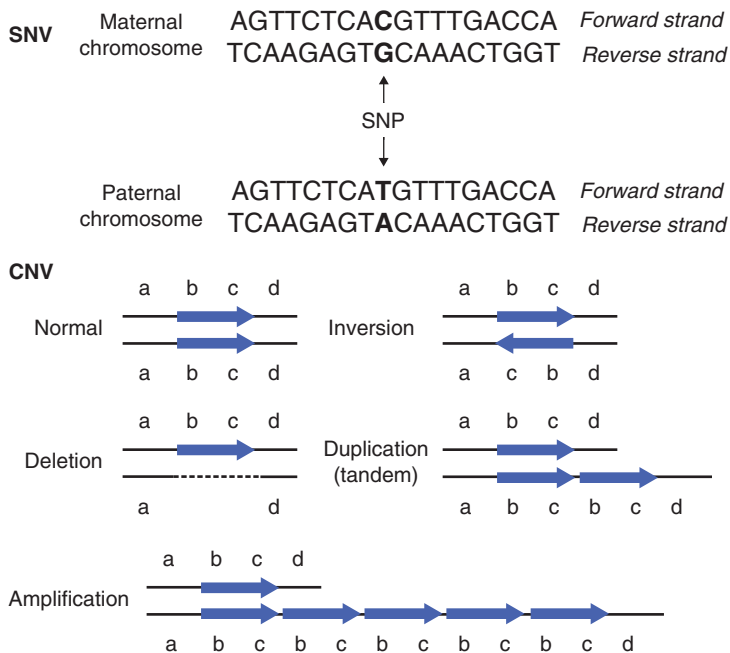 AGTTCTCACGTTTGACCA Forward strand
SNV Maternal chromosome
TCAAGAGTGCAAACTGGT Reverse strand
SNP
Paternal chromosome
AGTTCTCATGTTTGACCA Forward strand
TCAAGAGTACAAACTGGT Reverse strand
CNV
a b c d
Normal
a b c d
a b c d
Inversion
a c b d
a b c d
Deletion
a d
a b c d
Duplication
(tandem)
a b c b c d
a b c d
Amplification
a b c b c b c b c b c d